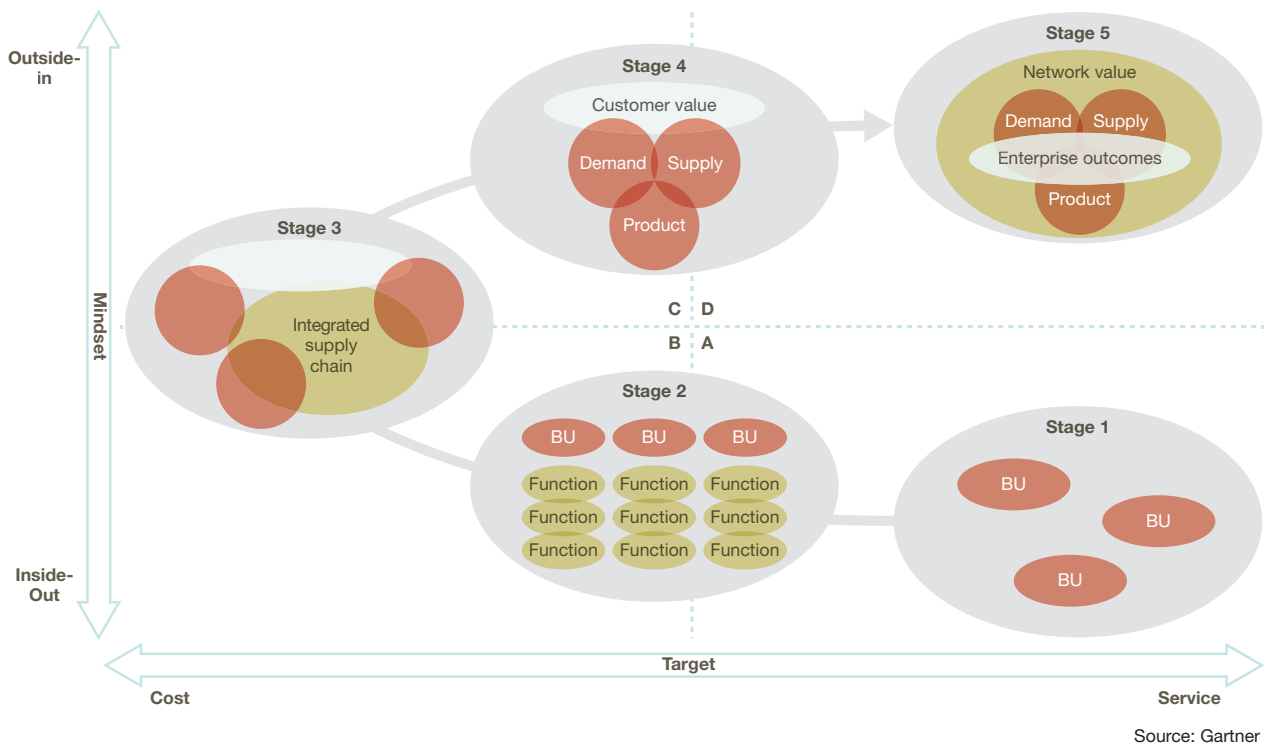 Outside-
in
Mindset
Inside-
Out
Stage 4
Customer value
Demand
Supply
Product
Stage 5
Network value
Demand
Supply
Enterprise outcomes
Product
Stage 3
Integrated
supply
chain
C
D
B
A
Stage 2
BU
BU
BU
Function
Function
Function
Function
Function
Function
Function
Function
Function
Stage 1
BU
BU
BU
Target
Cost
Service
Source: Gartner